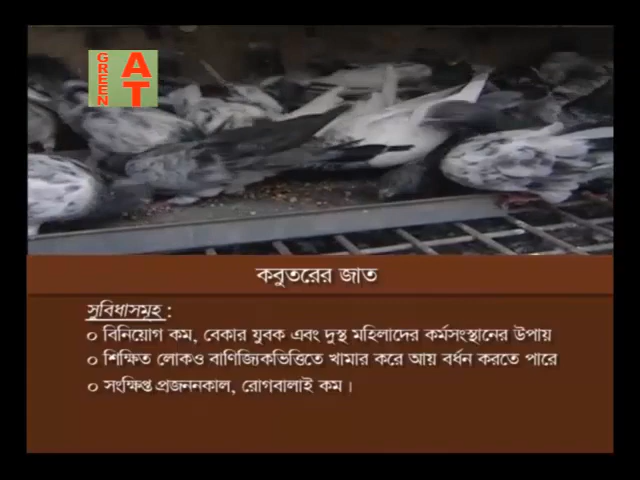 GREEN
AT
কবুতরের জাত
সুবিধাসমূহ :
০ বিনিয়োগ কম, বেকার যুবক এবং দুস্থ মহিলাদের কর্মসংস্থানের উপায়
০ শিক্ষিত লোকও বাণিজ্যিকভিত্তিতে খামার করে আয় বর্ধন করতে পারে
০ সংক্ষিপ্ত প্রজননকাল, রোগবালাই কম।